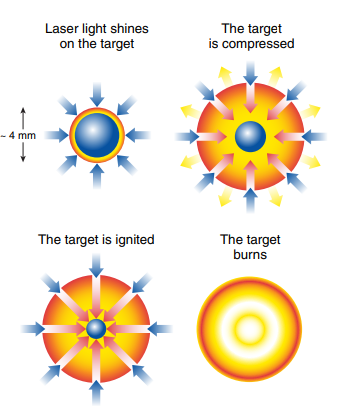 Laser light shines
on the target
The target
is compressed
~ 4 mm
The target is ignited
The target
burns